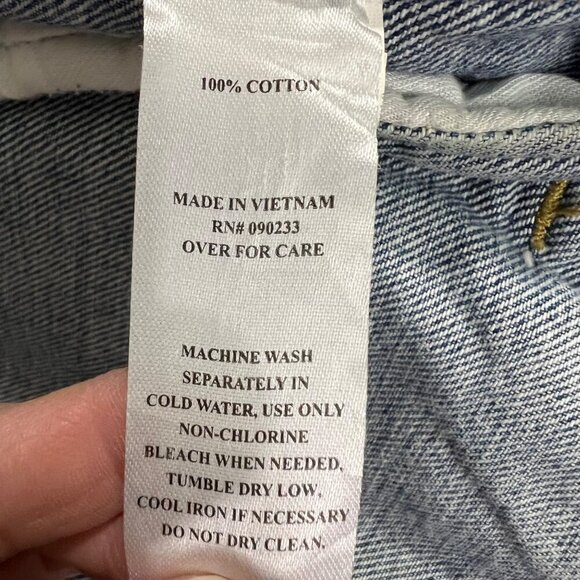 100% COTTON
MADE IN VIETNAM
RN# 090233
OVER FOR CARE
MACHINE WASH
SEPARATELY IN
COLD WATER, USE ONLY
NON-CHLORINE
BLEACH WHEN NEEDED,
TUMBLE DRY LOW,
COOL IRON IF NECESSARY
DO NOT DRY CLEAN.